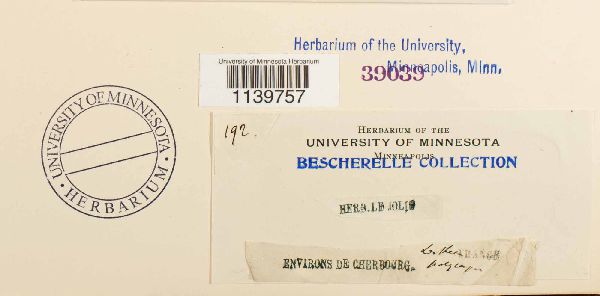 Herbarium of the University,
Minneapolis, Minn.
39039
University of Minnesota Herbarium
1139757
UNIVERSITY OF MINNESOTA
• HERBARIUM •
192.
HERBARIUM OF THE
UNIVERSITY OF MINNESOTA
MINNEAPOLIS
BESCHERELLE COLLECTION
HERB. LE JOLIS
ENVIRONS DE CHERBOURG.